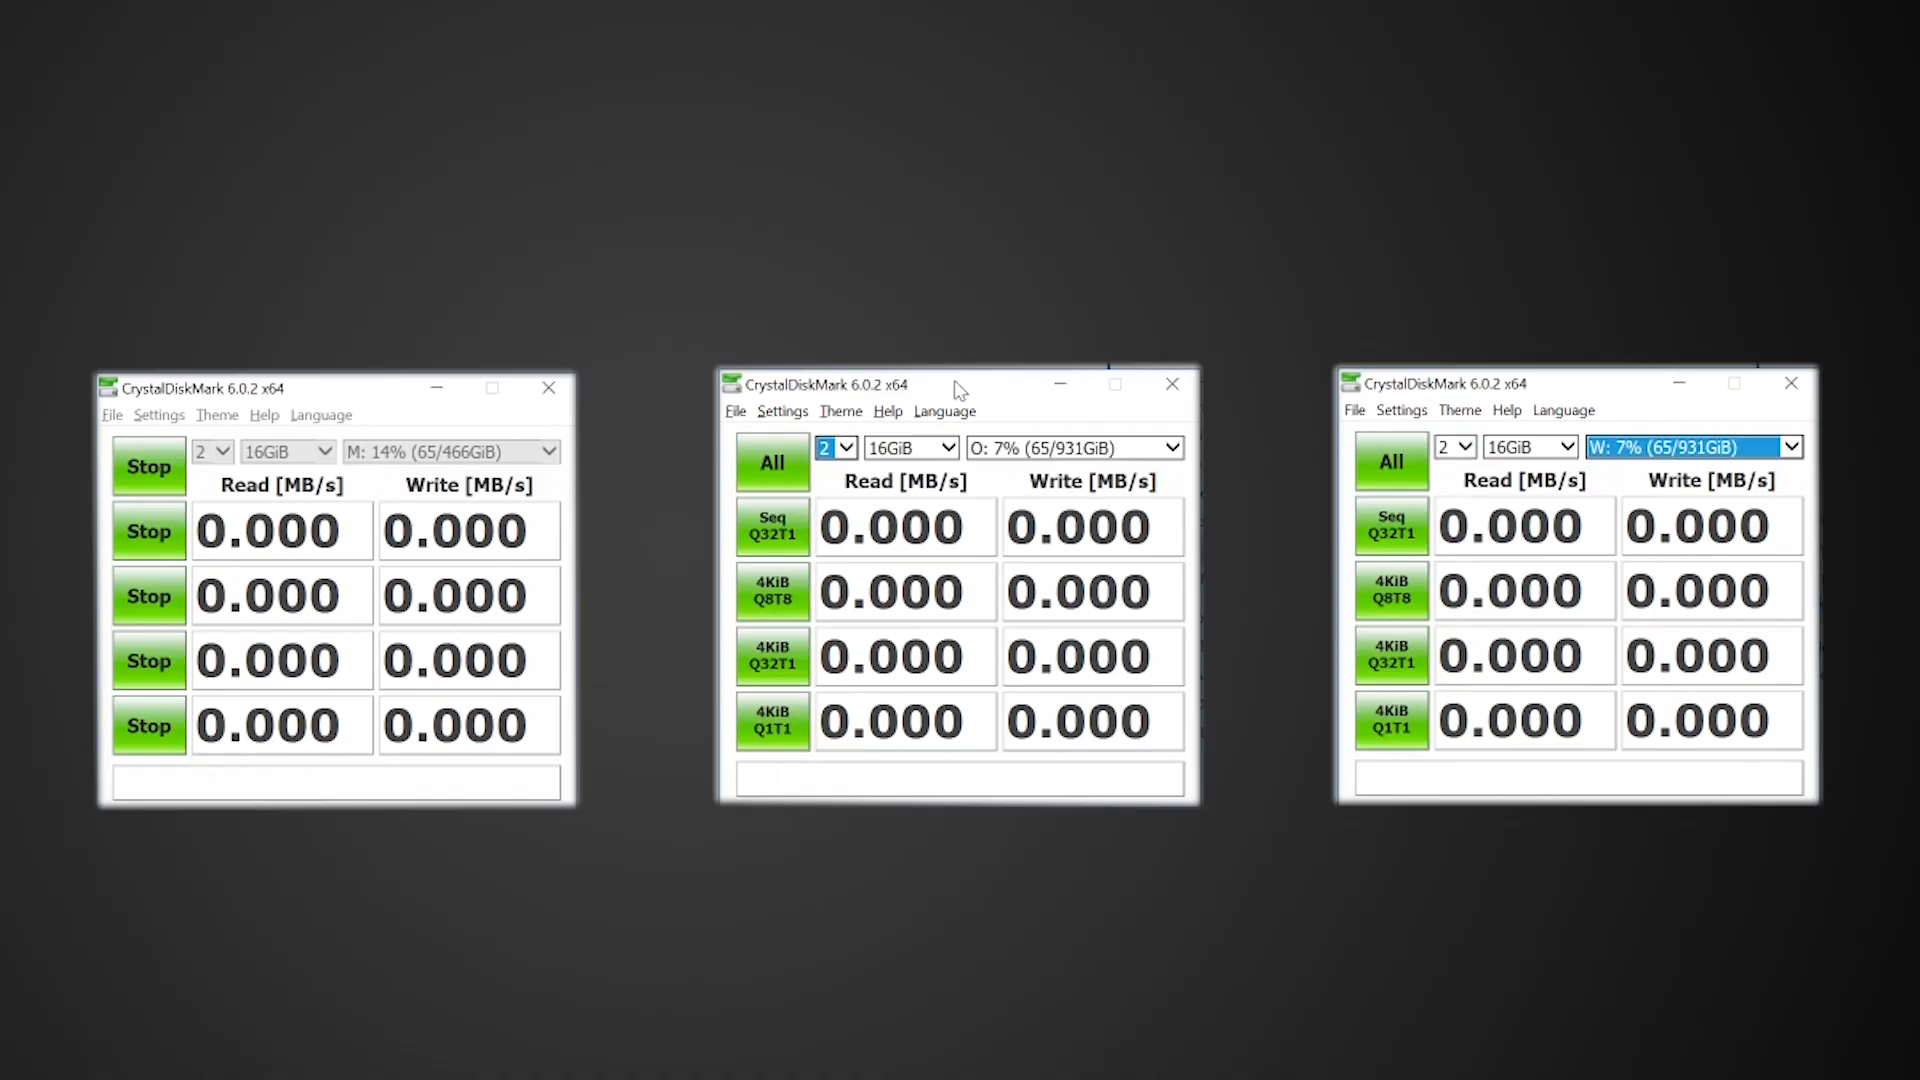 CrystalDiskMark 6.0.2 x64
File Settings Theme Help Language
Stop 2 16GiB M: 14% (65/466GiB)
Read [MB/s] Write [MB/s]
Stop 0.000 0.000
Stop 0.000 0.000
Stop 0.000 0.000
Stop 0.000 0.000
CrystalDiskMark 6.0.2 x64
File Settings Theme Help Language
All 2 16GiB O: 7% (65/931GiB)
Read [MB/s] Write [MB/s]
Seq
Q32T1
0.000 0.000
4KiB
Q8T8
0.000 0.000
4KiB
Q32T1
0.000 0.000
4KiB
Q1T1
0.000 0.000
CrystalDiskMark 6.0.2 x64
File Settings Theme Help Language
All 2 16GiB W: 7% (65/931GiB)
Read [MB/s] Write [MB/s]
Seq
Q32T1
0.000 0.000
4KiB
Q8T8
0.000 0.000
4KiB
Q32T1
0.000 0.000
4KiB
Q1T1
0.000 0.000